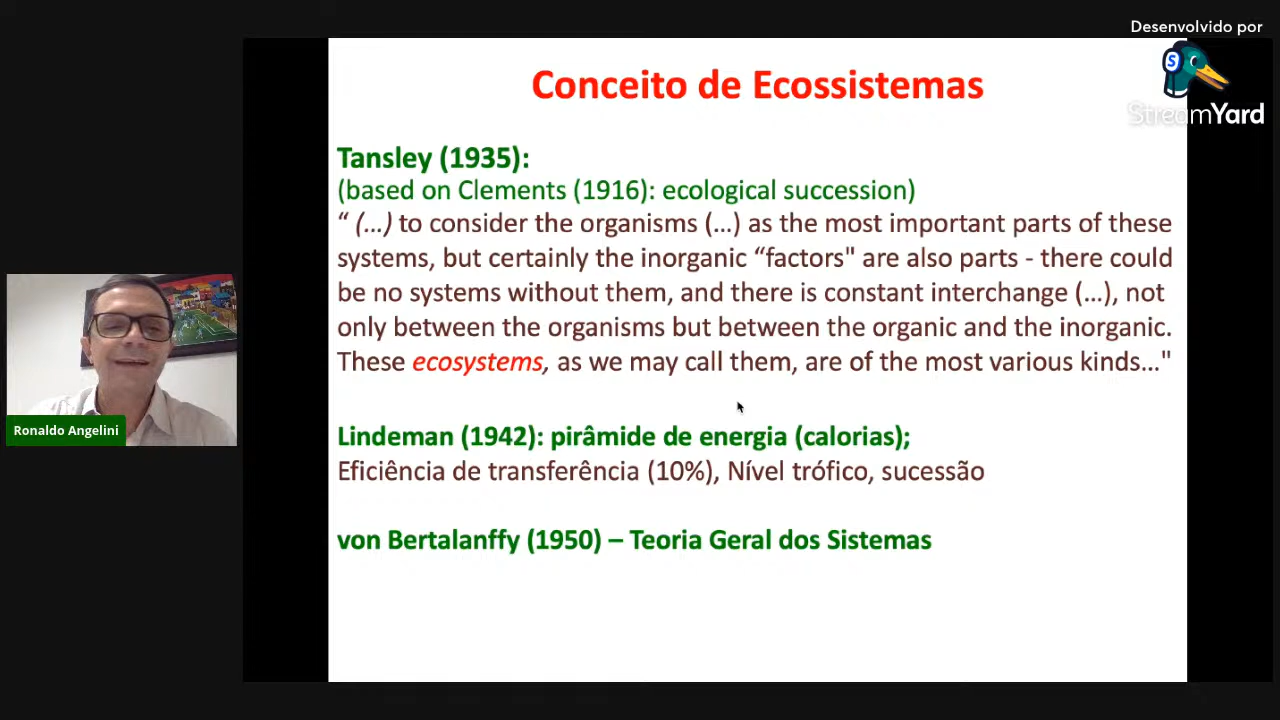 Desenvolvido por
StreamYard
Conceito de Ecossistemas
Tansley (1935):
(based on Clements (1916): ecological succession)
“ (…) to consider the organisms (…) as the most important parts of these
systems, but certainly the inorganic “factors" are also parts - there could
be no systems without them, and there is constant interchange (…), not
only between the organisms but between the organic and the inorganic.
These ecosystems, as we may call them, are of the most various kinds…"
Lindeman (1942): pirâmide de energia (calorias);
Eficiência de transferência (10%), Nível trófico, sucessão
von Bertalanffy (1950) – Teoria Geral dos Sistemas
Ronaldo Angelini